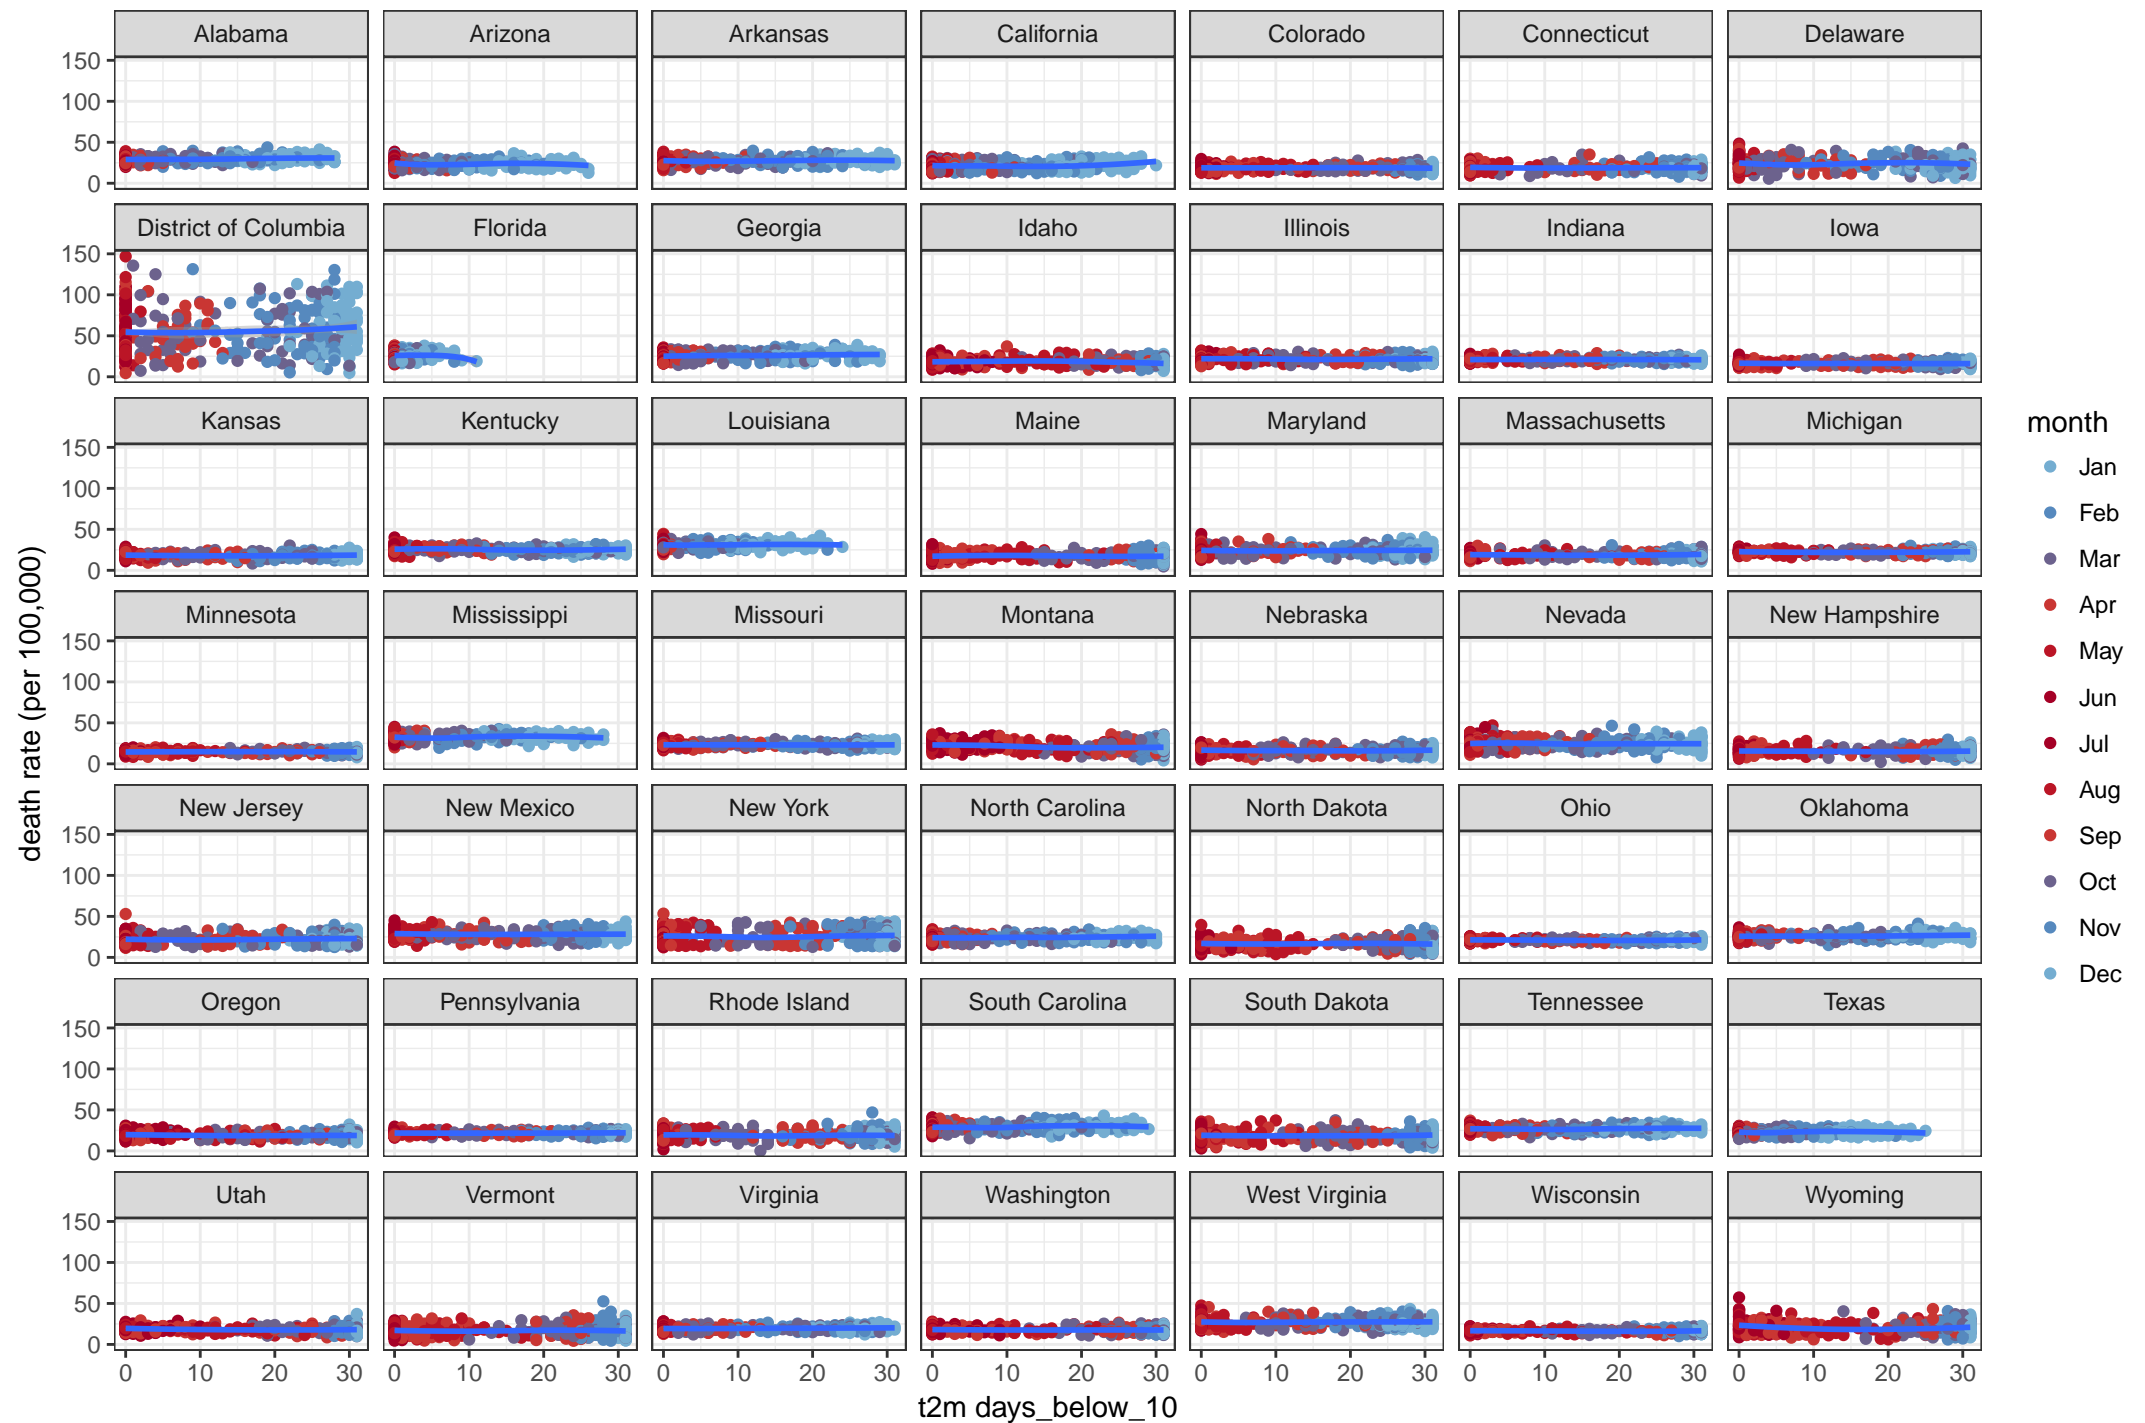 Alabama Arizona Arkansas California Colorado Connecticut Delaware
150
100
50
0
District of Columbia Florida Georgia Idaho Illinois Indiana Iowa
150
100
50
0
Kansas Kentucky Louisiana Maine Maryland Massachusetts Michigan
150
100
50
0
Minnesota Mississippi Missouri Montana Nebraska Nevada New Hampshire
150
100
50
0
New Jersey New Mexico New York North Carolina North Dakota Ohio Oklahoma
150
100
50
0
Oregon Pennsylvania Rhode Island South Carolina South Dakota Tennessee Texas
150
100
50
0
Utah Vermont Virginia Washington West Virginia Wisconsin Wyoming
150
100
50
0
0 10 20 30 0 10 20 30 0 10 20 30 0 10 20 30 0 10 20 30 0 10 20 30 0 10 20 30
t2m days_below_10
death rate (per 100,000)
month
Jan
Feb
Mar
Apr
May
Jun
Jul
Aug
Sep
Oct
Nov
Dec